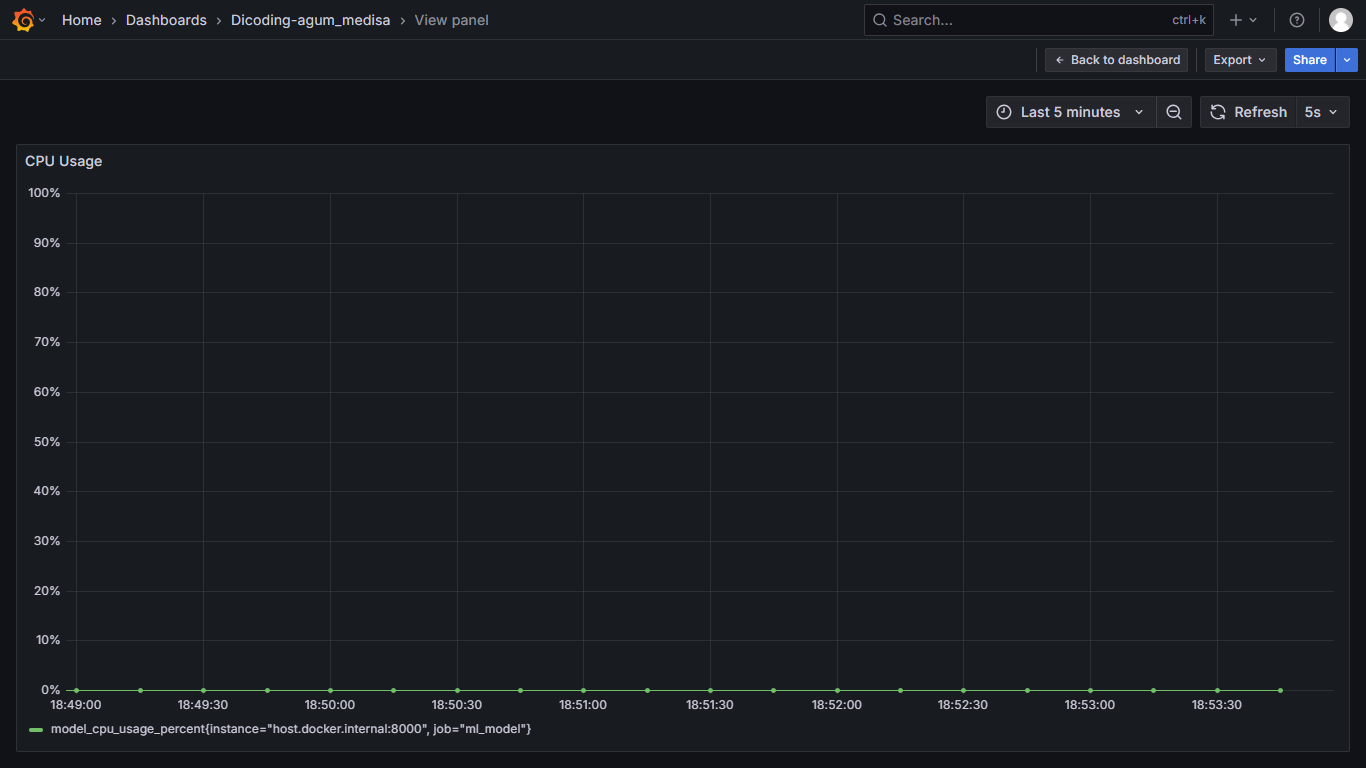 Home › Dashboards › Dicoding-agum_medisa › View panel
Search... ctrl+k
Back to dashboard Export Share
Last 5 minutes Refresh 5s
CPU Usage
100%
90%
80%
70%
60%
50%
40%
30%
20%
10%
0%
18:49:00 18:49:30 18:50:00 18:50:30 18:51:00 18:51:30 18:52:00 18:52:30 18:53:00 18:53:30
model_cpu_usage_percent{instance="host.docker.internal:8000", job="ml_model"}